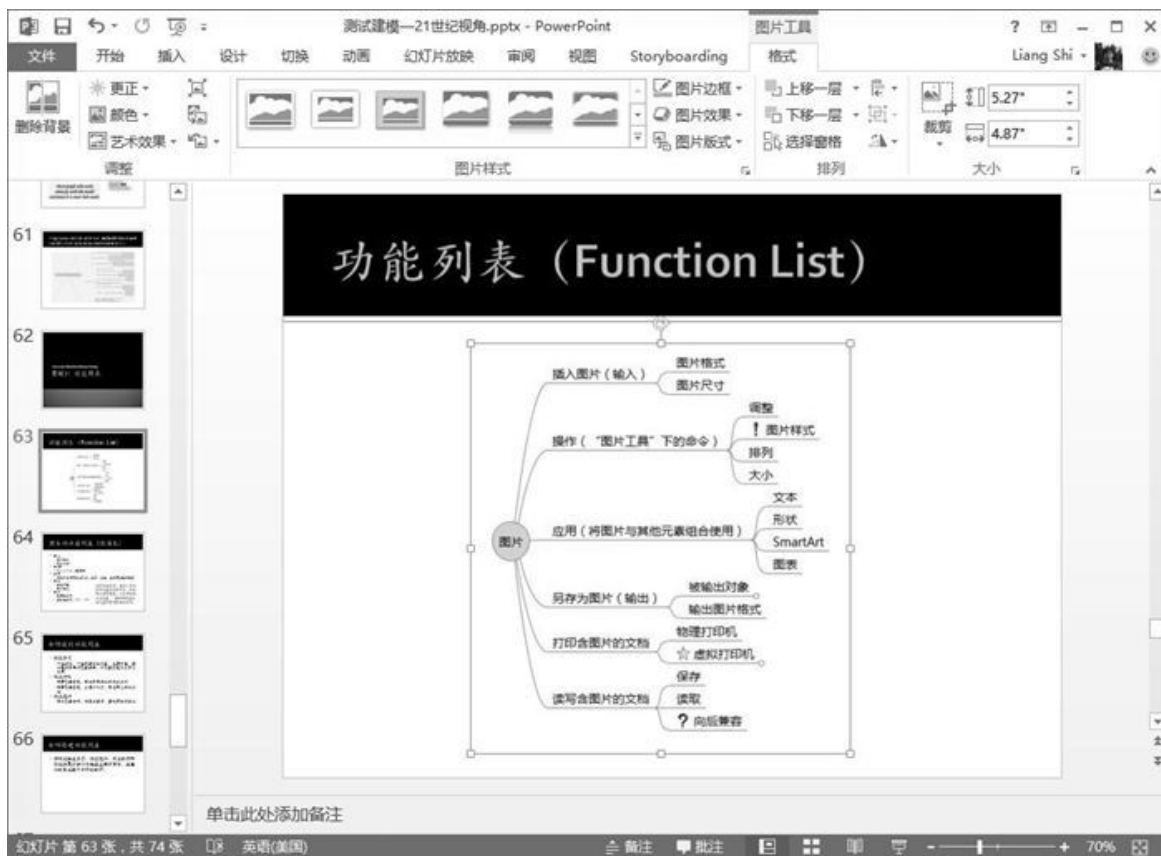 测试建模—21世纪视角.pptx - PowerPoint
图片工具
?
文件
开始
插入
设计
切换
动画
幻灯片放映
审阅
视图
Storyboarding
格式
Liang Shi
删除背景
更正
颜色
艺术效果
调整
图片样式
图片边框
图片效果
图片版式
上移一层
下移一层
选择窗格
排列
裁剪
5.27"
4.87"
大小
61
62
63
64
65
66
功能列表（Function List）
图片
插入图片（输入）
图片格式
图片尺寸
操作（“图片工具”下的命令）
调整
! 图片样式
排列
大小
应用（将图片与其他元素组合使用）
文本
形状
SmartArt
图表
另存为图片（输出）
被输出对象
输出图片格式
打印含图片的文档
物理打印机
虚拟打印机
读写含图片的文档
保存
读取
? 向后兼容
单击此处添加备注
幻灯片 第 63 张，共 74 张
英语(美国)
备注
批注
70%